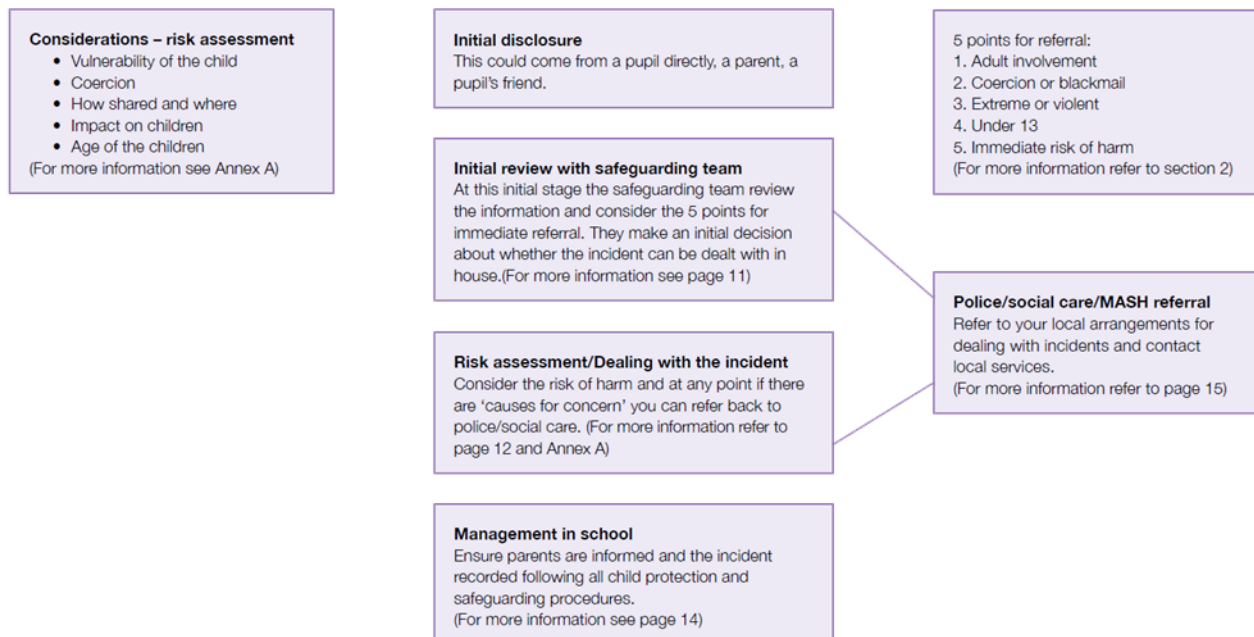 Considerations – risk assessment
• Vulnerability of the child
• Coercion
• How shared and where
• Impact on children
• Age of the children
(For more information see Annex A)
Initial disclosure
This could come from a pupil directly, a parent, a
pupil's friend.
5 points for referral:
1. Adult involvement
2. Coercion or blackmail
3. Extreme or violent
4. Under 13
5. Immediate risk of harm
(For more information refer to section 2)
Initial review with safeguarding team
At this initial stage the safeguarding team review
the information and consider the 5 points for
immediate referral. They make an initial decision
about whether the incident can be dealt with in
house.(For more information see page 11)
Police/social care/MASH referral
Refer to your local arrangements for
dealing with incidents and contact
local services.
(For more information refer to page 15)
Risk assessment/Dealing with the incident
Consider the risk of harm and at any point if there
are 'causes for concern' you can refer back to
police/social care. (For more information refer to
page 12 and Annex A)
Management in school
Ensure parents are informed and the incident
recorded following all child protection and
safeguarding procedures.
(For more information see page 14)